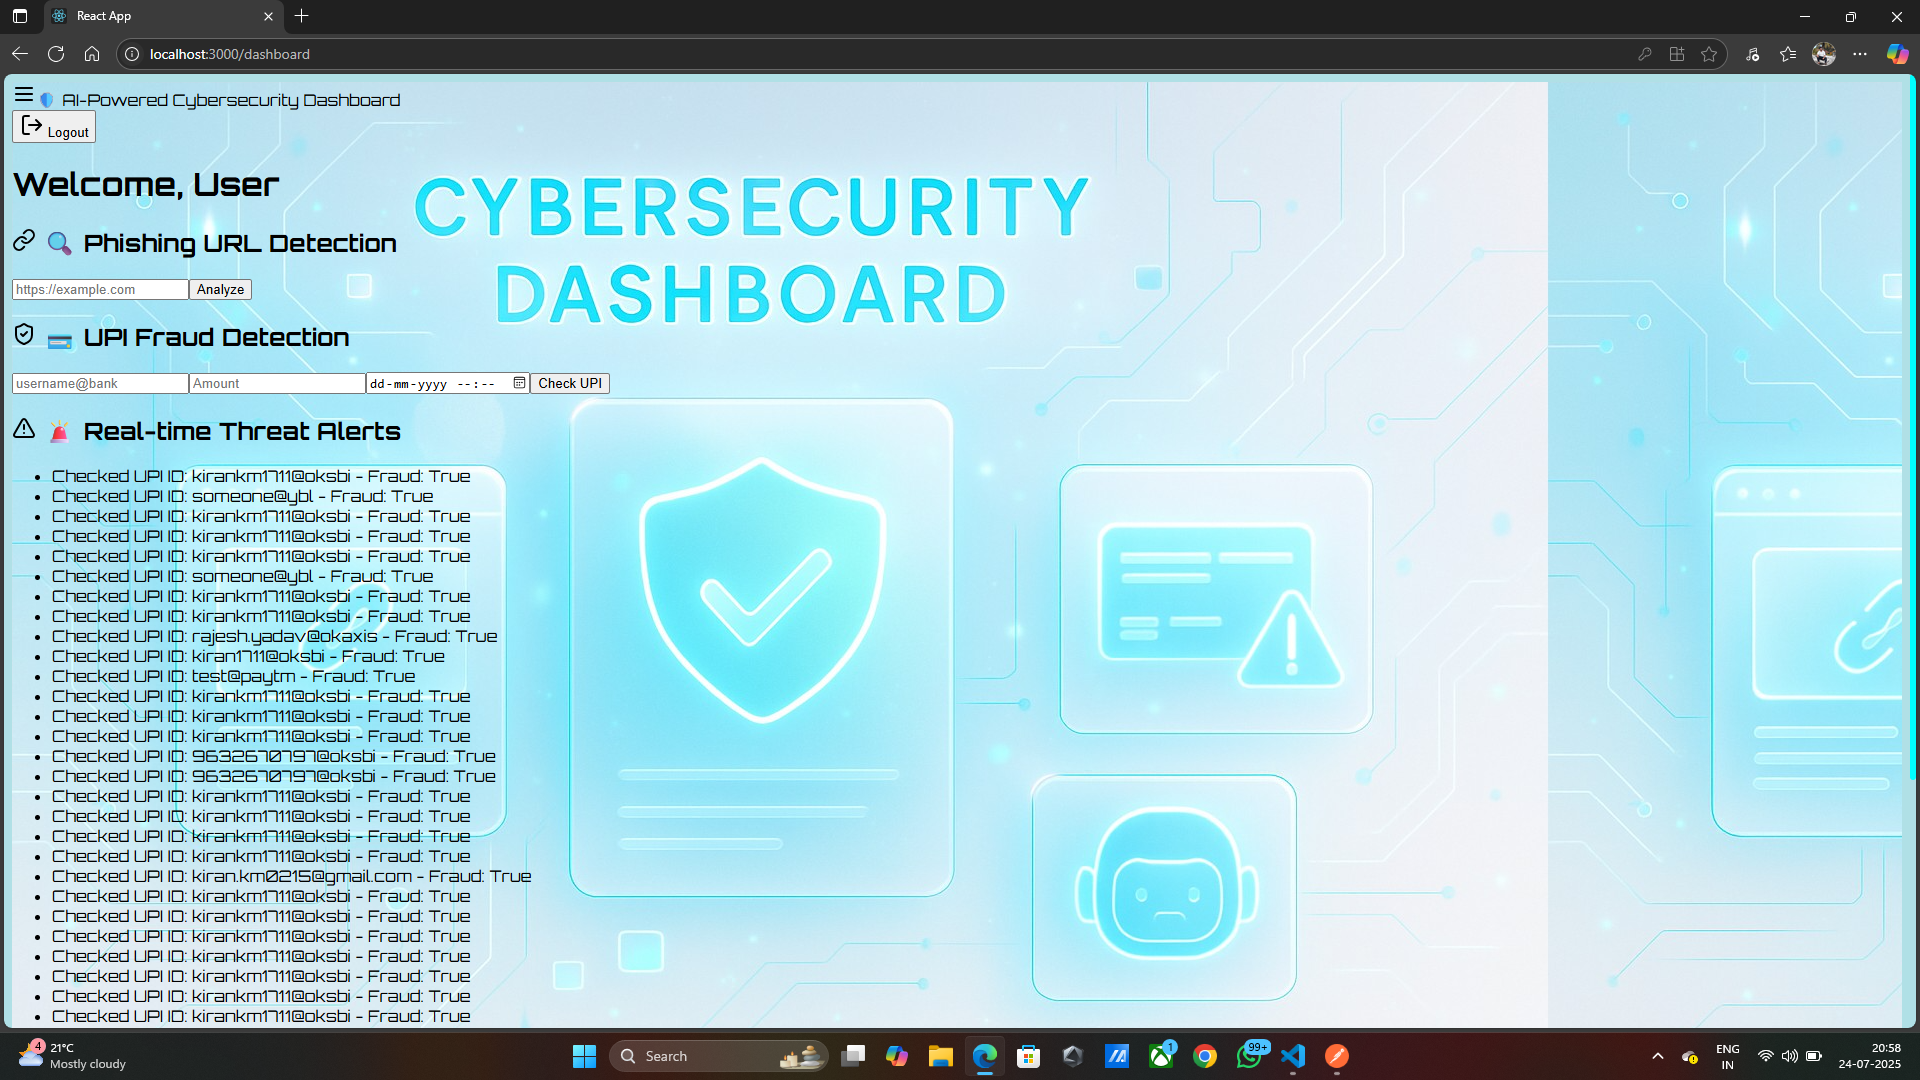 React App
localhost:3000/dashboard
AI-Powered Cybersecurity Dashboard
Logout
Welcome, User
CYBERSECURITY
DASHBOARD
Phishing URL Detection
https://example.com Analyze
UPI Fraud Detection
username@bank Amount dd-mm-yyyy --:-- Check UPI
Real-time Threat Alerts
• Checked UPI ID: kirankm1711@oksbi - Fraud: True
• Checked UPI ID: someone@ybl - Fraud: True
• Checked UPI ID: kirankm1711@oksbi - Fraud: True
• Checked UPI ID: kirankm1711@oksbi - Fraud: True
• Checked UPI ID: kirankm1711@oksbi - Fraud: True
• Checked UPI ID: someone@ybl - Fraud: True
• Checked UPI ID: kirankm1711@oksbi - Fraud: True
• Checked UPI ID: kirankm1711@oksbi - Fraud: True
• Checked UPI ID: rajesh.yadav@okaxis - Fraud: True
• Checked UPI ID: kiran1711@oksbi - Fraud: True
• Checked UPI ID: test@paytm - Fraud: True
• Checked UPI ID: kirankm1711@oksbi - Fraud: True
• Checked UPI ID: kirankm1711@oksbi - Fraud: True
• Checked UPI ID: kirankm1711@oksbi - Fraud: True
• Checked UPI ID: 9632670797@oksbi - Fraud: True
• Checked UPI ID: 9632670797@oksbi - Fraud: True
• Checked UPI ID: kirankm1711@oksbi - Fraud: True
• Checked UPI ID: kirankm1711@oksbi - Fraud: True
• Checked UPI ID: kirankm1711@oksbi - Fraud: True
• Checked UPI ID: kirankm1711@oksbi - Fraud: True
• Checked UPI ID: kiran.km0215@gmail.com - Fraud: True
• Checked UPI ID: kirankm1711@oksbi - Fraud: True
• Checked UPI ID: kirankm1711@oksbi - Fraud: True
• Checked UPI ID: kirankm1711@oksbi - Fraud: True
• Checked UPI ID: kirankm1711@oksbi - Fraud: True
• Checked UPI ID: kirankm1711@oksbi - Fraud: True
• Checked UPI ID: kirankm1711@oksbi - Fraud: True
• Checked UPI ID: kirankm1711@oksbi - Fraud: True
4
21°C
Mostly cloudy
Search
1
99+
ENG
IN
20:58
24-07-2025